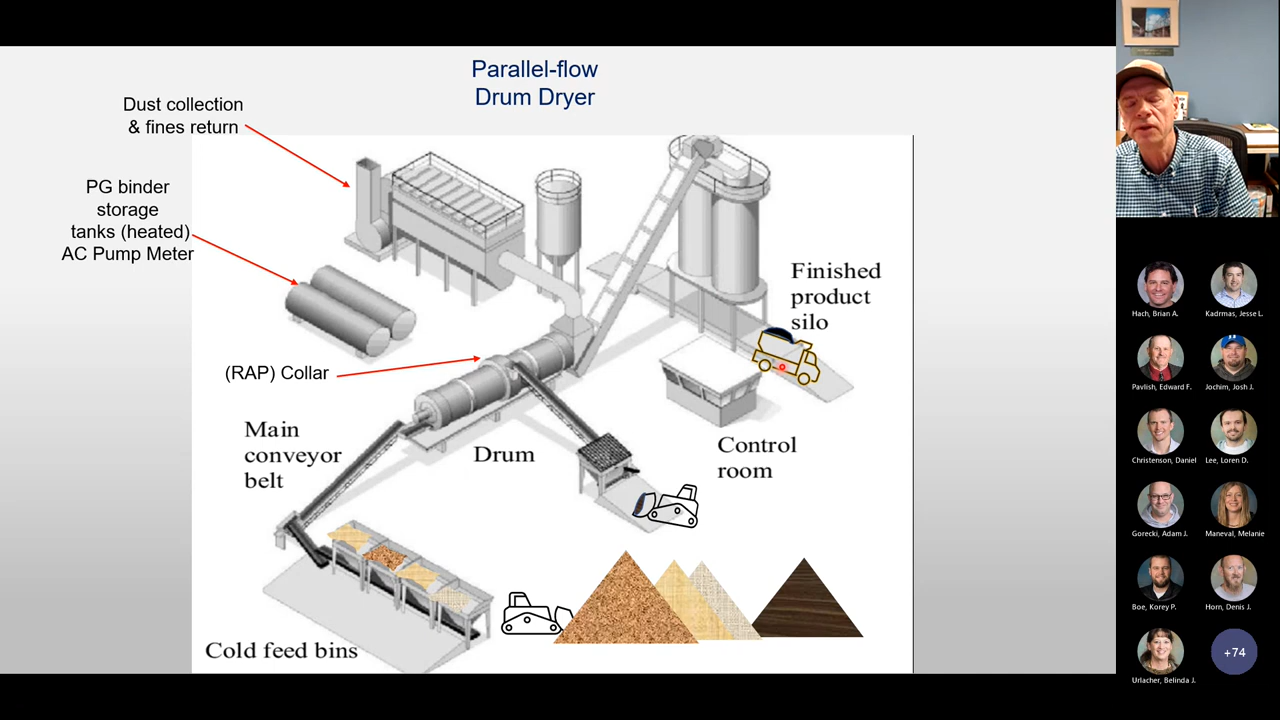 Parallel-flow
Drum Dryer
Dust collection
& fines return
PG binder
storage
tanks (heated)
AC Pump Meter
(RAP) Collar
Main
conveyor
belt
Drum
Finished
product
silo
Control
room
Cold feed bins
Hach, Brian A.
Kadrmas, Jesse L.
Pavlish, Edward F.
Jochim, Josh J.
Christenson, Daniel
Lee, Loren D.
Gorecki, Adam J.
Maneval, Melanie
Boe, Korey P.
Horn, Denis J.
Urlacher, Belinda J.
+74